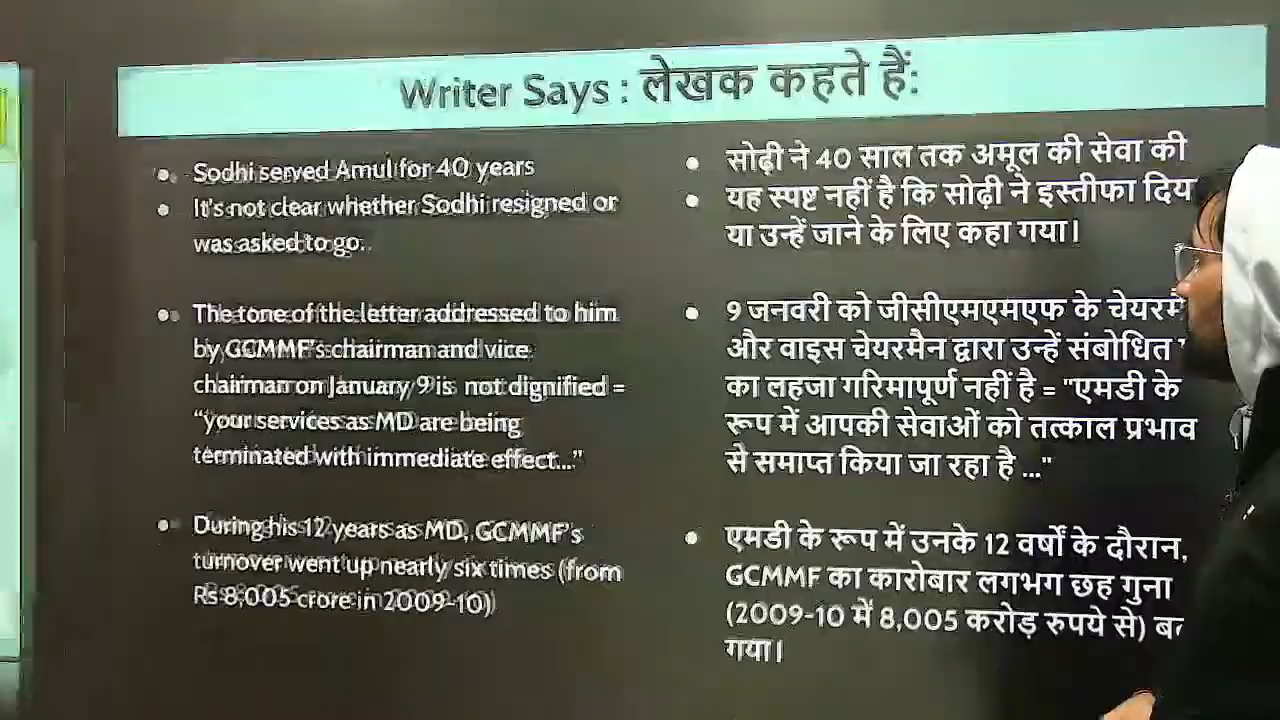 Writer Says : लेखक कहते हैं:
Sodhi served Amul for 40 years
It's not clear whether Sodhi resigned or
was asked to go.
The tone of the letter addressed to him
by GCMMF's chairman and vice
chairman on January 9 is not dignified =
“your services as MD are being
terminated with immediate effect...”
During his 12 years as MD, GCMMF's
turnover went up nearly six times (from
Rs 8,005 crore in 2009-10)
सोढ़ी ने 40 साल तक अमूल की सेवा की
यह स्पष्ट नहीं है कि सोढ़ी ने इस्तीफा दिय
या उन्हें जाने के लिए कहा गया।
9 जनवरी को जीसीएमएमएफ के चेयरमै
और वाइस चेयरमैन द्वारा उन्हें संबोधित
का लहजा गरिमापूर्ण नहीं है = "एमडी के
रूप में आपकी सेवाओं को तत्काल प्रभाव
से समाप्त किया जा रहा है ..."
एमडी के रूप में उनके 12 वर्षों के दौरान,
GCMMF का कारोबार लगभग छह गुना
(2009-10 में 8,005 करोड़ रुपये से)
गया।